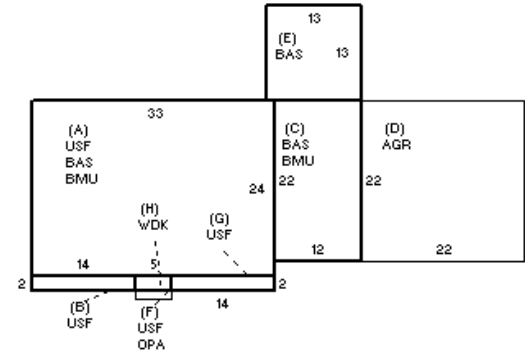 13
(E)
BAS
13
33
(A)
USF
BAS
BMU
(C)
BAS
BMU
(D)
AGR
24
22
22
(H)
WDK
(G)
USF
14
5
12
22
2
2
14
(B)
USF
(F)
USF
OPA